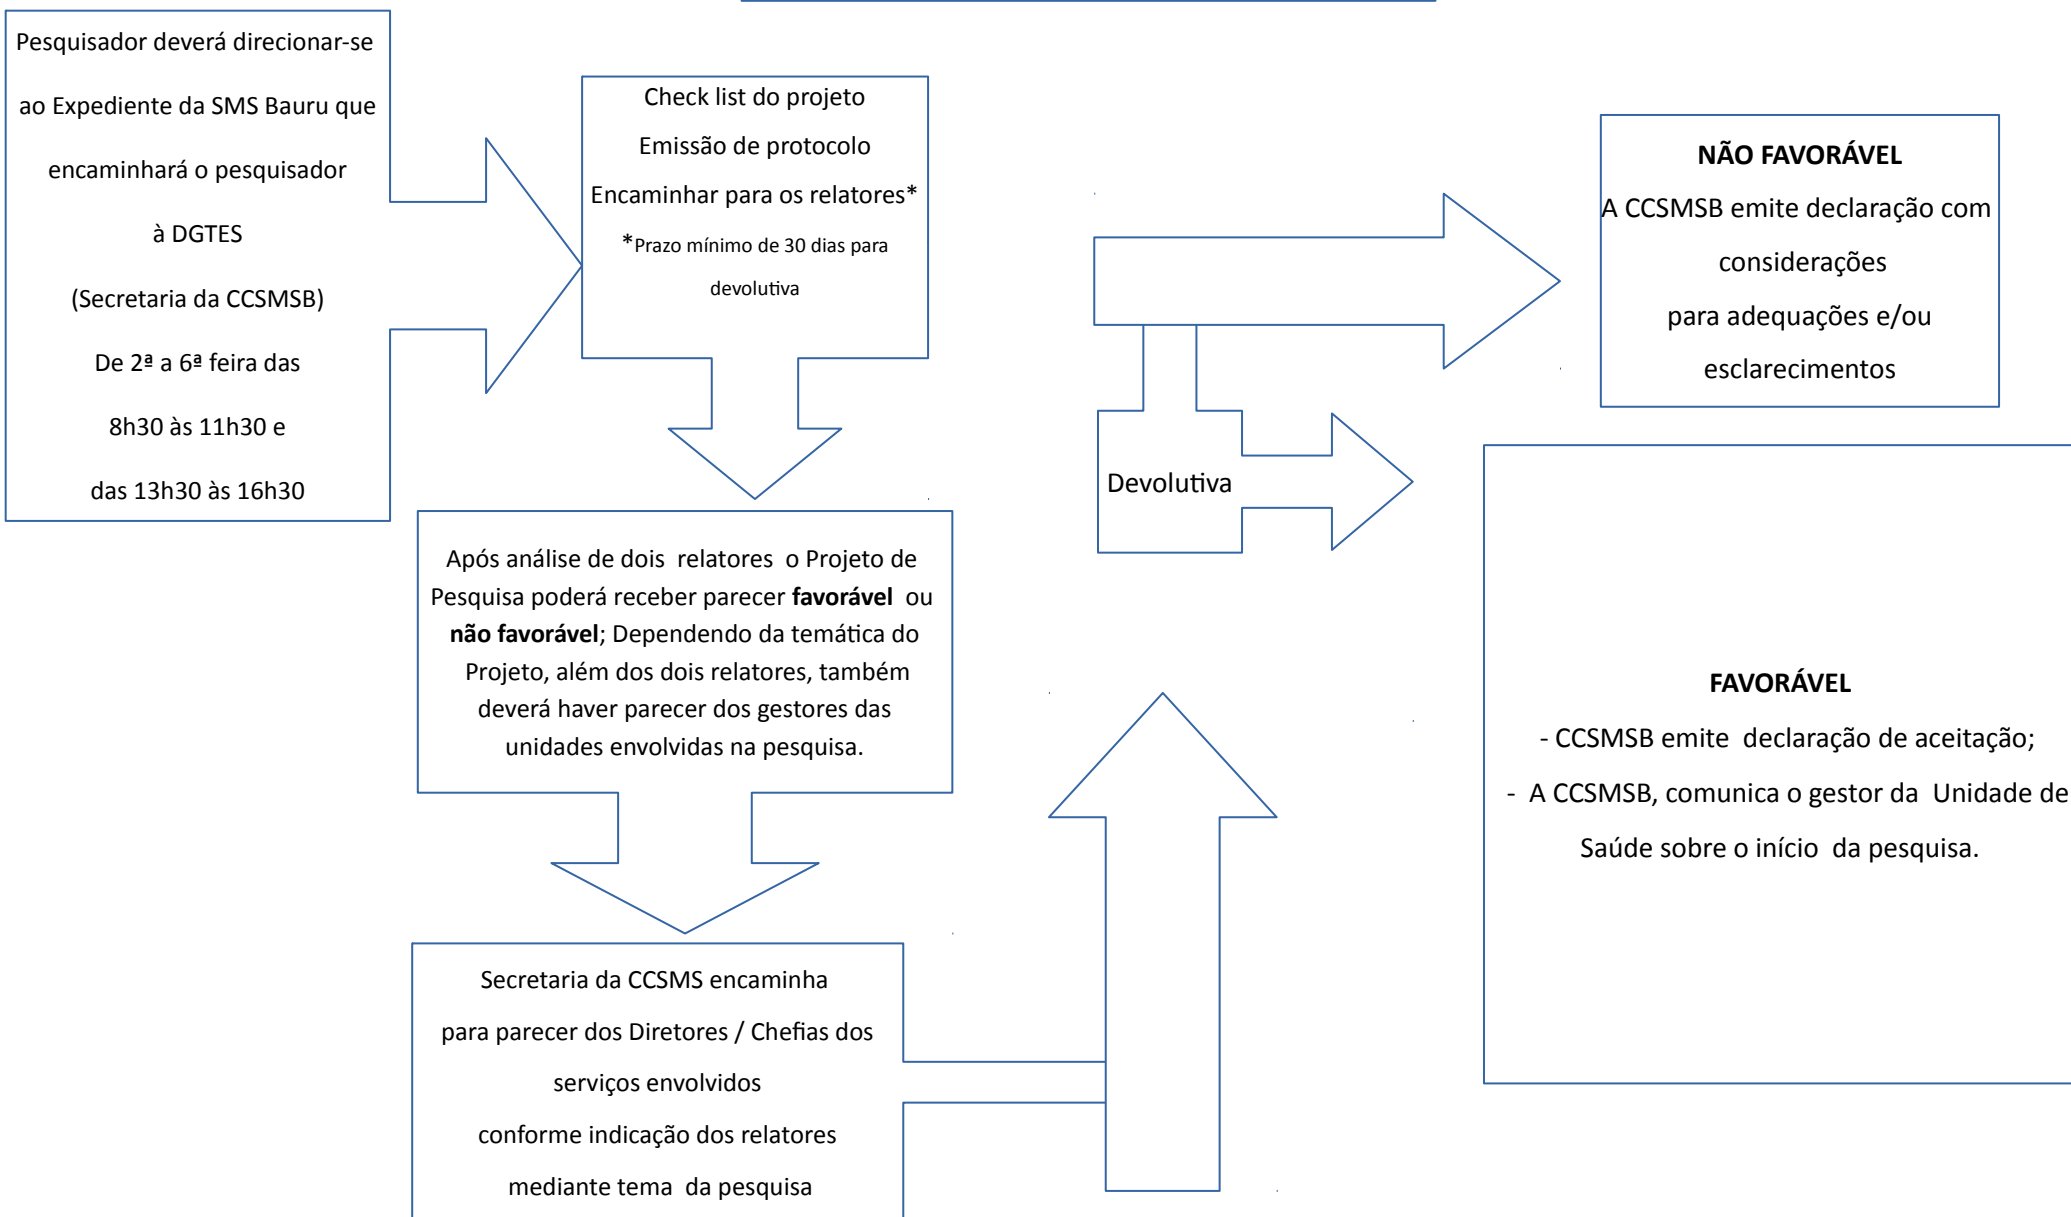 Pesquisador deverá direcionar-se
ao Expediente da SMS Bauru que
encaminhará o pesquisador
à DGTES
(Secretaria da CCSMSB)
De 2ª a 6ª feira das
8h30 às 11h30 e
das 13h30 às 16h30
Check list do projeto
Emissão de protocolo
Encaminhar para os relatores*
*Prazo mínimo de 30 dias para
devolutiva
Após análise de dois relatores o Projeto de
Pesquisa poderá receber parecer favorável ou
não favorável; Dependendo da temática do
Projeto, além dos dois relatores, também
deverá haver parecer dos gestores das
unidades envolvidas na pesquisa.
Secretaria da CCSMS encaminha
para parecer dos Diretores / Chefias dos
serviços envolvidos
conforme indicação dos relatores
mediante tema da pesquisa
Devolutiva
NÃO FAVORÁVEL
A CCSMSB emite declaração com
considerações
para adequações e/ou
esclarecimentos
FAVORÁVEL
- CCSMSB emite declaração de aceitação;
- A CCSMSB, comunica o gestor da Unidade de
Saúde sobre o início da pesquisa.